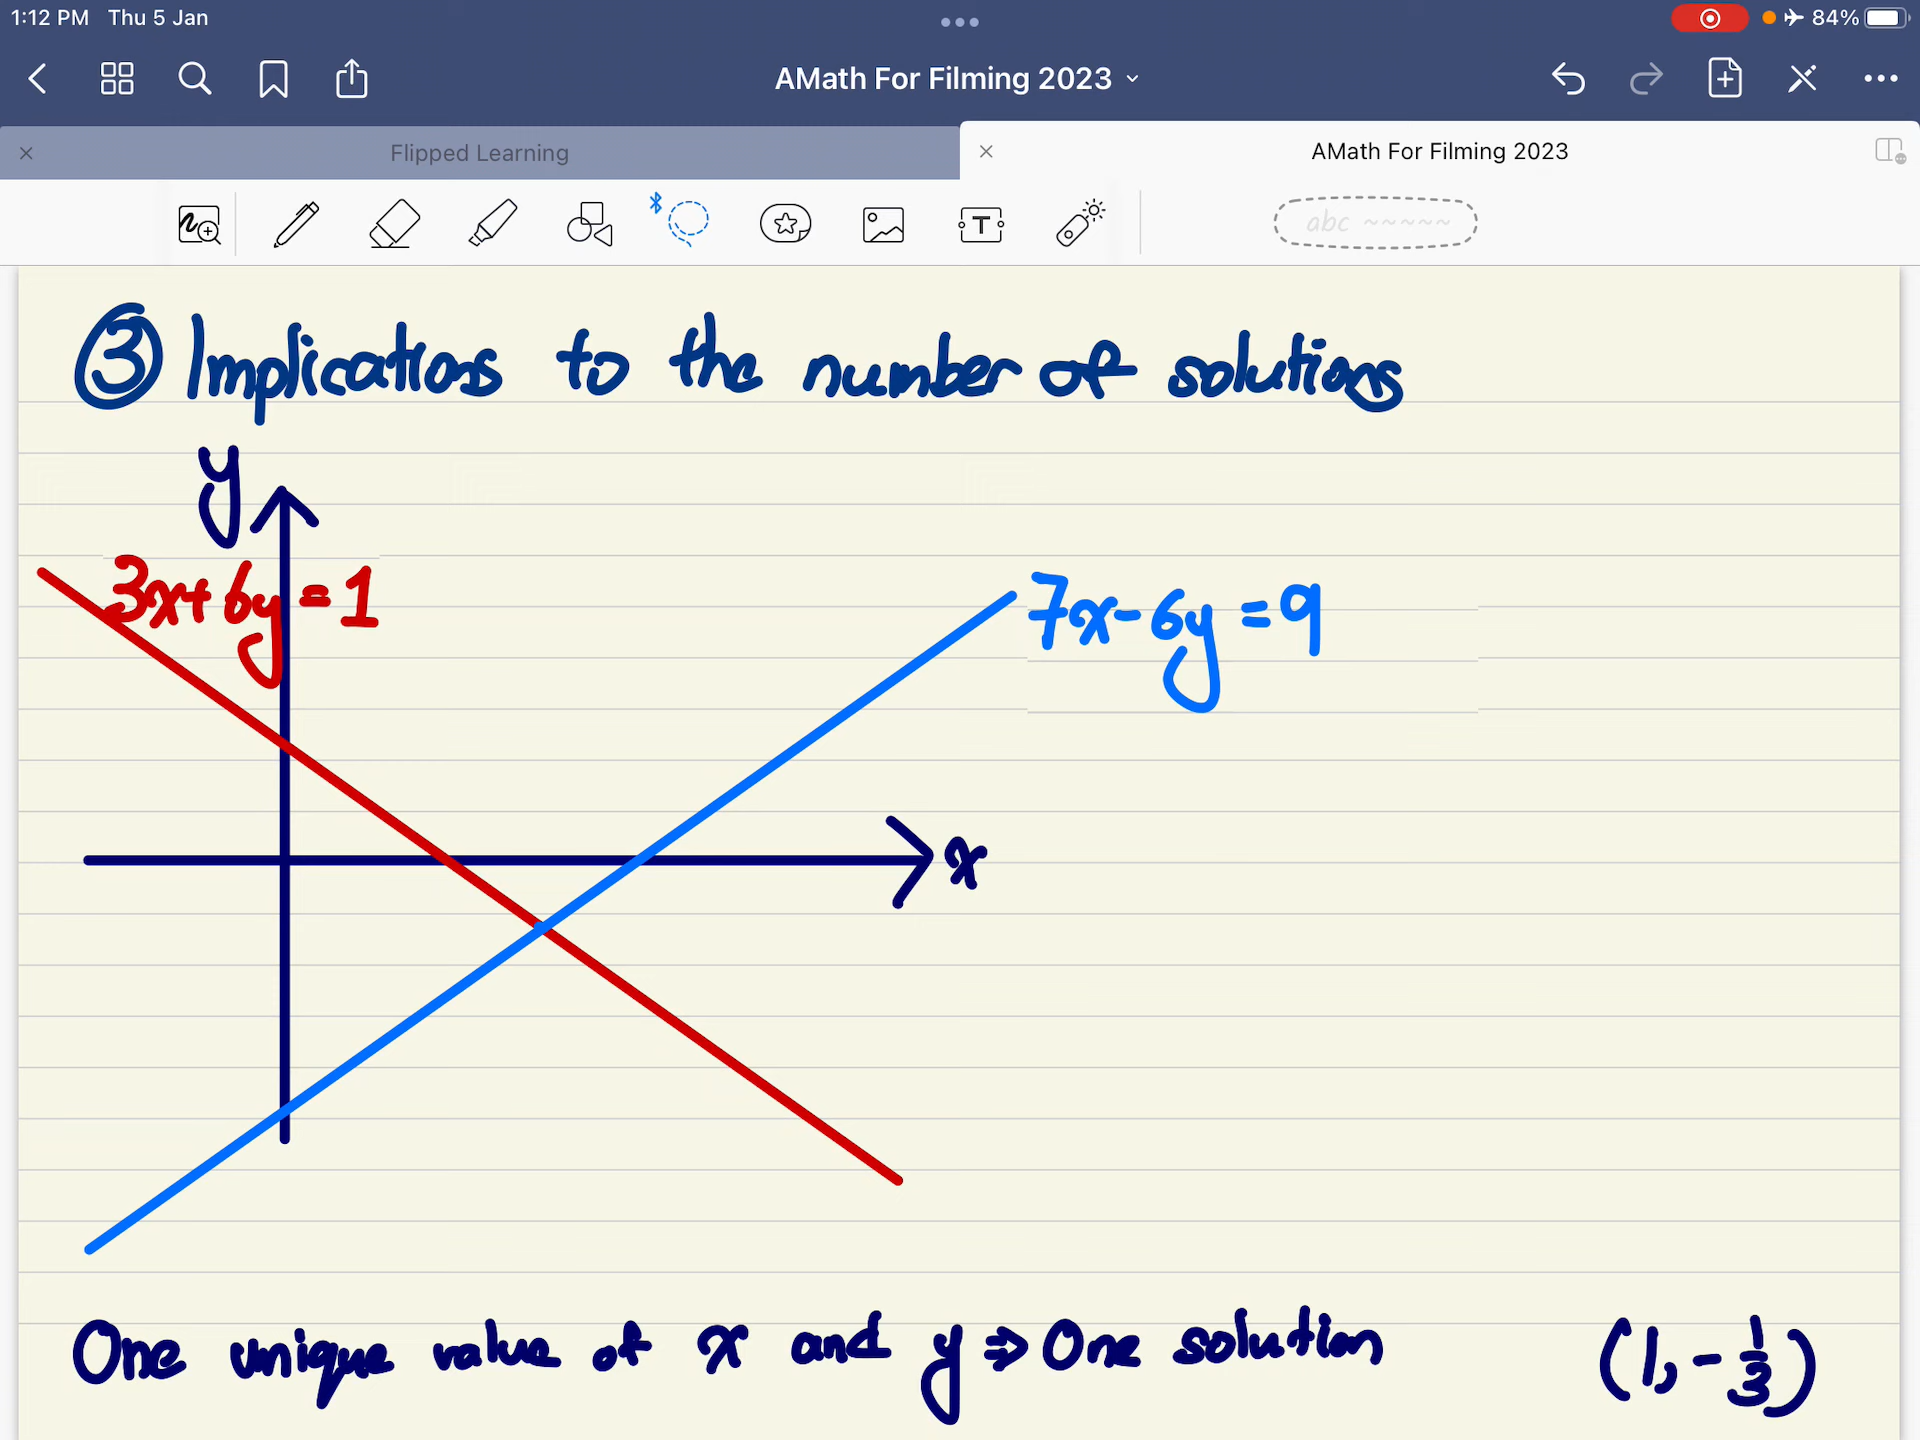 1:12 PM Thu 5 Jan
84%
AMath For Filming 2023
Flipped Learning
AMath For Filming 2023
T
abc
③ Implications to the number of solutions
y
3x+6y=1
7x-6y=9
x
One unique value of x and y ⇒ One solution (1, -1/3)